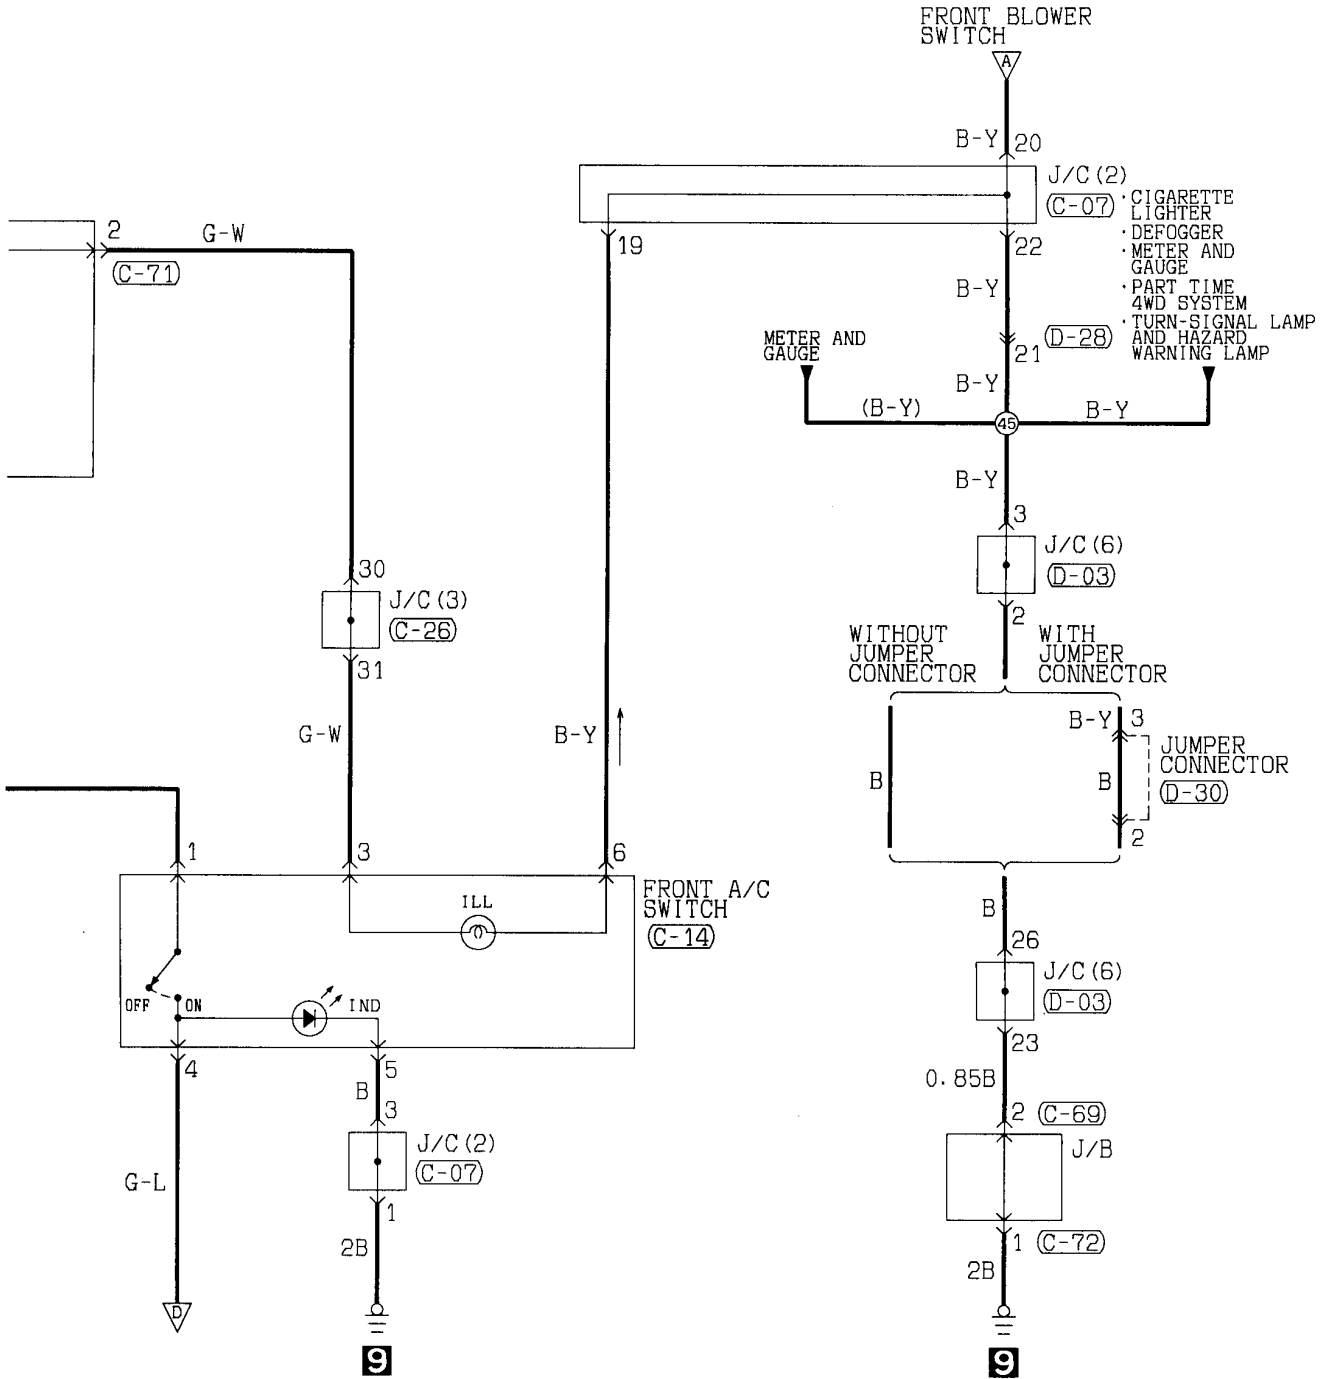 FRONT BLOWER
SWITCH
A
B-Y
20
J/C(2)
C-07
· CIGARETTE
LIGHTER
· DEFOGGER
· METER AND
GAUGE
· PART TIME
4WD SYSTEM
· TURN-SIGNAL LAMP
AND HAZARD
WARNING LAMP
2
G-W
C-71
19
22
B-Y
D-28
21
METER AND
GAUGE
B-Y
(B-Y)
45
B-Y
B-Y
3
J/C(6)
D-03
2
30
J/C(3)
C-26
31
WITHOUT
JUMPER
CONNECTOR
WITH
JUMPER
CONNECTOR
G-W
B-Y
B-Y
3
JUMPER
CONNECTOR
D-30
B
B
2
1
3
6
FRONT A/C
SWITCH
C-14
ILL
OFF
ON
IND
B
26
J/C(6)
D-03
23
4
5
B
3
J/C(2)
C-07
1
G-L
2B
D
9
0.85B
2
C-69
J/B
1
C-72
2B
9